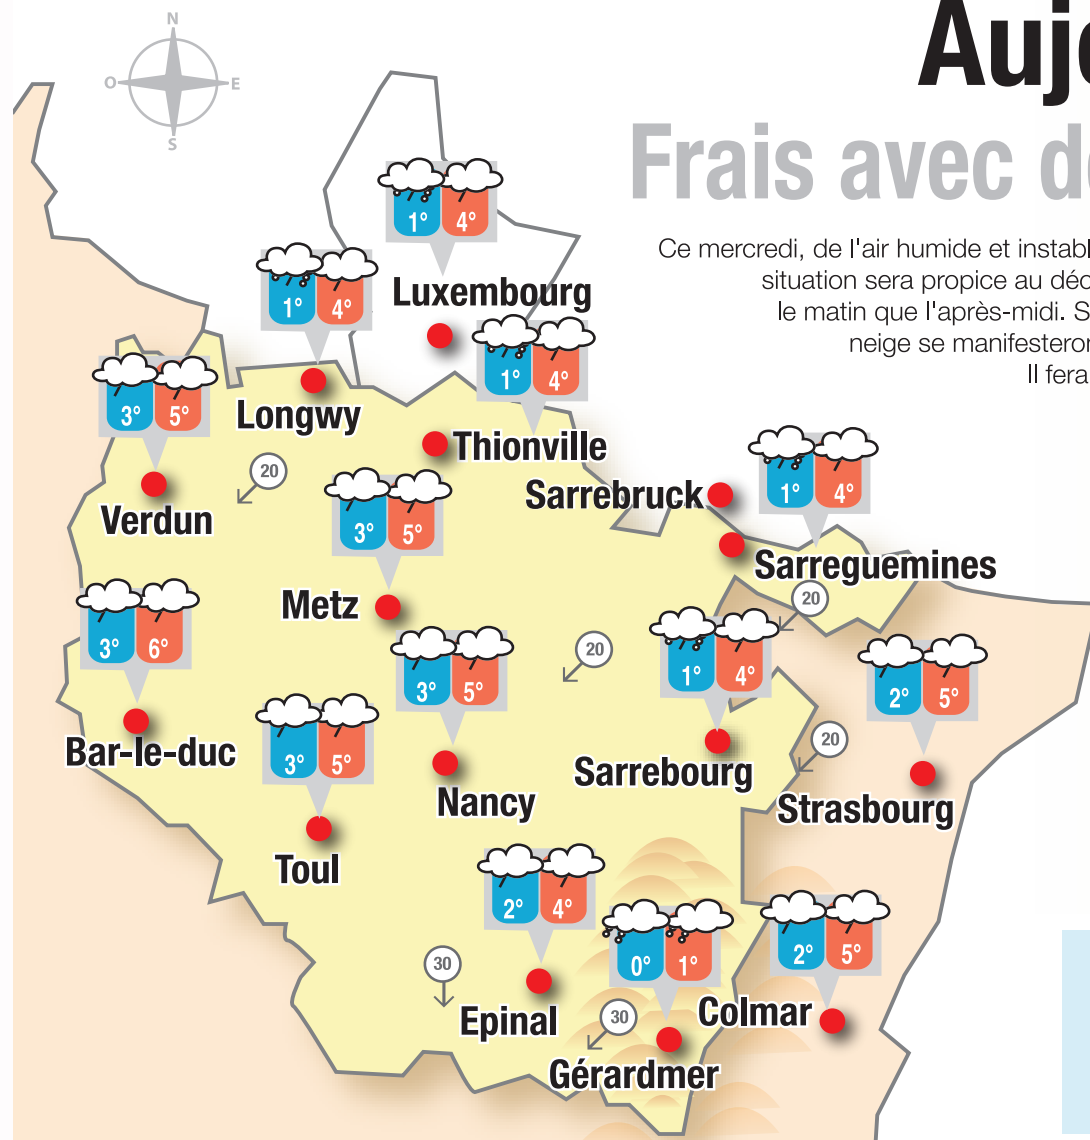 Auj
Frais avec d
Ce mercredi, de l'air humide et instabl
situation sera propice au déc
le matin que l'après-midi. S
neige se manifesteron
Il fera
N
O E
S
1° 4°
Luxembourg
1° 4°
Longwy
1° 4°
Thionville
3° 5°
Verdun
20
3° 5°
Metz
Sarrebruck
1° 4°
Sarreguemines
20
3° 6°
Bar-le-duc
3° 5°
Nancy
20
1° 4°
Sarrebourg
20
2° 5°
Strasbourg
3° 5°
Toul
2° 4°
Epinal
30
0° 1°
Gérardmer
30
2° 5°
Colmar